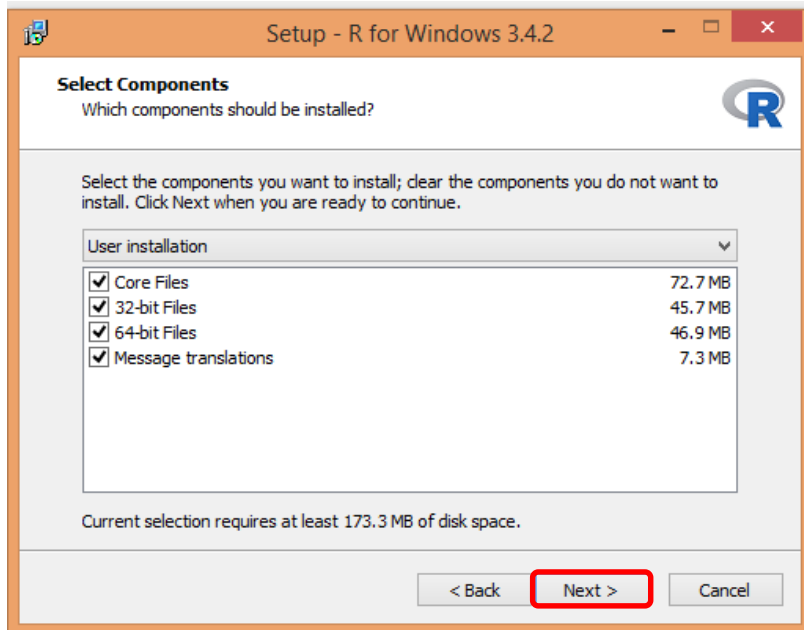 Setup - R for Windows 3.4.2
Select Components
Which components should be installed?
R
Select the components you want to install; clear the components you do not want to
install. Click Next when you are ready to continue.
User installation
Core Files 72.7 MB
32-bit Files 45.7 MB
64-bit Files 46.9 MB
Message translations 7.3 MB
Current selection requires at least 173.3 MB of disk space.
< Back Next > Cancel